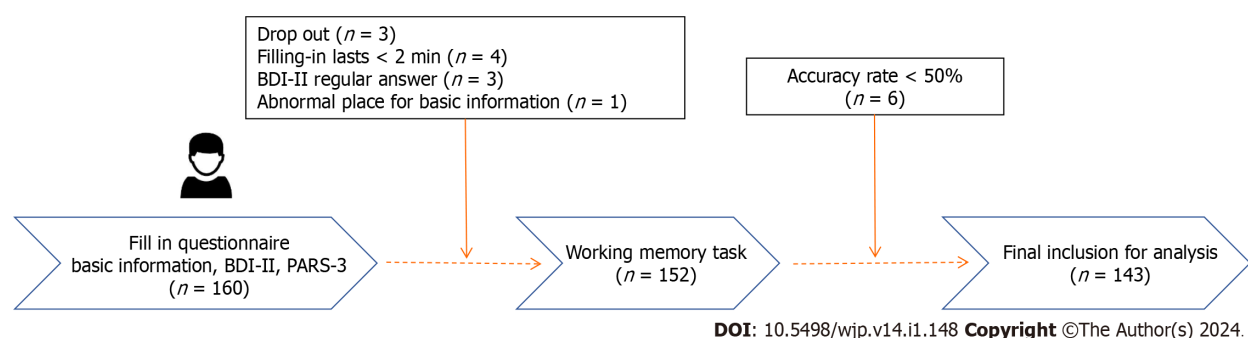 Drop out (n = 3)
Filling-in lasts < 2 min (n = 4)
BDI-II regular answer (n = 3)
Abnormal place for basic information (n = 1)
Accuracy rate < 50%
(n = 6)
Fill in questionnaire
basic information, BDI-II, PARS-3
(n = 160)
Working memory task
(n = 152)
Final inclusion for analysis
(n = 143)
DOI: 10.5498/wjp.v14.i1.148 Copyright ©The Author(s) 2024.